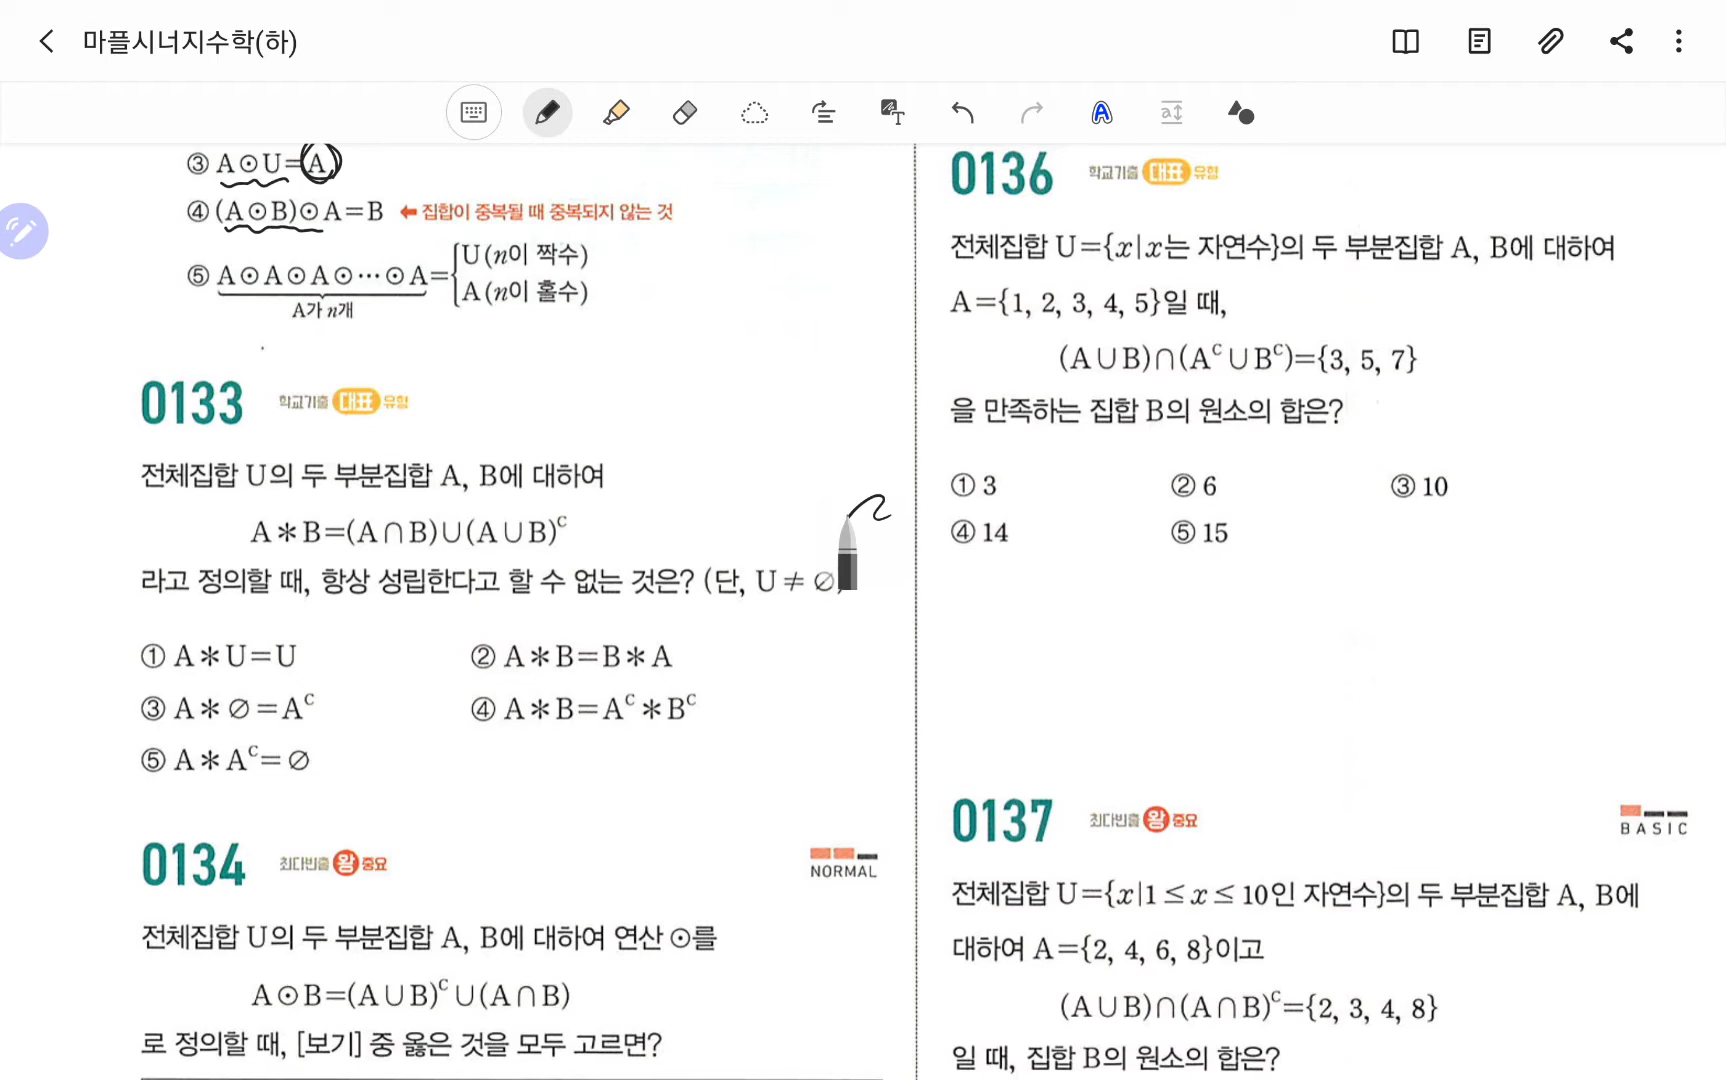 마플시너지수학(하)
③ A⊙U=A
④ (A⊙B)⊙A=B ← 집합이 중복될 때 중복되지 않는 것
⑤ A⊙A⊙A⊙⋯⊙A={U (n이 짝수)
A (n이 홀수)
A가 n개
0133 학교기출 대표 유형
전체집합 U의 두 부분집합 A, B에 대하여
A∗B=(A∩B)∪(A∪B)ᶜ
라고 정의할 때, 항상 성립한다고 할 수 없는 것은? (단, U≠∅)
① A∗U=U ② A∗B=B∗A
③ A∗∅=Aᶜ ④ A∗B=Aᶜ∗Bᶜ
⑤ A∗Aᶜ=∅
0134 최다빈출 왕 중요 NORMAL
전체집합 U의 두 부분집합 A, B에 대하여 연산 ⊙를
A⊙B=(A∪B)ᶜ∪(A∩B)
로 정의할 때, [보기] 중 옳은 것을 모두 고르면?
0136 학교기출 대표 유형
전체집합 U={x|x는 자연수}의 두 부분집합 A, B에 대하여
A={1, 2, 3, 4, 5}일 때,
(A∪B)∩(Aᶜ∪Bᶜ)={3, 5, 7}
을 만족하는 집합 B의 원소의 합은?
① 3 ② 6 ③ 10
④ 14 ⑤ 15
0137 최다빈출 왕 중요 BASIC
전체집합 U={x|1≤x≤10인 자연수}의 두 부분집합 A, B에
대하여 A={2, 4, 6, 8}이고
(A∪B)∩(A∩B)ᶜ={2, 3, 4, 8}
일 때, 집합 B의 원소의 합은?